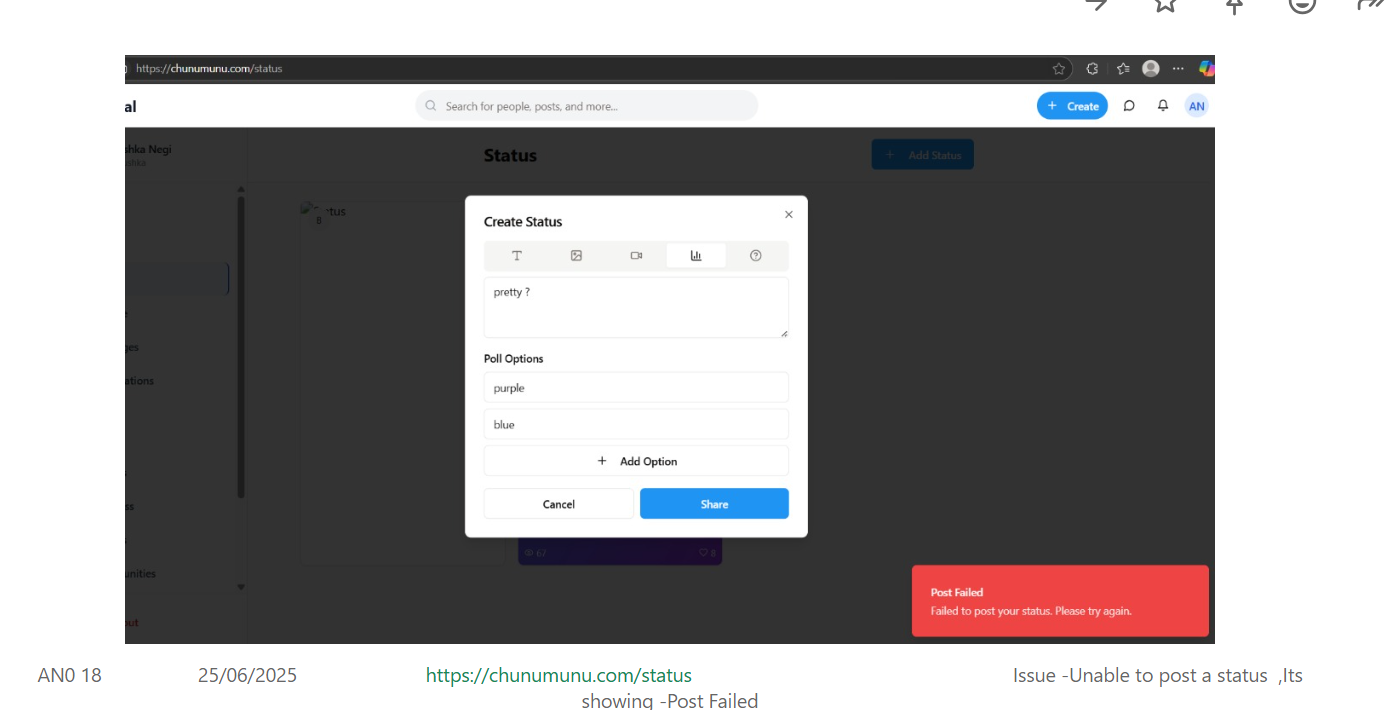 https://chunumunu.com/status
al
Search for people, posts, and more...
+ Create
AN
shka Negi
Status
+ Add Status
tus
8
Create Status
pretty ?
Poll Options
purple
blue
+ Add Option
Cancel
Share
ges
ations
ss
unities
ut
67
8
Post Failed
Failed to post your status. Please try again.
AN0 18 25/06/2025 https://chunumunu.com/status Issue -Unable to post a status ,Its
showing -Post Failed